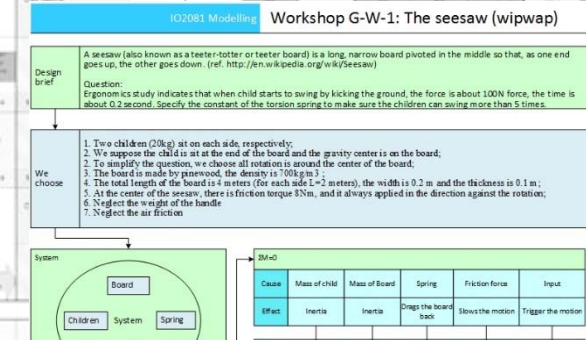 IO2081 Modelling Workshop G-W-1: The seesaw (wipwap)
Design
brief
A seesaw (also known as a teeter-totter or teeter board) is a long, narrow board pivoted in the middle so that, as one end
goes up, the other goes down. (ref. http://en.wikipedia.org/wiki/Seesaw)
Question:
Ergonomics study indicates that when child starts to swing by kicking the ground, the force is about 100N force, the time is
about 0.2 second. Specify the constant of the torsion spring to make sure the children can swing more than 5 times.
We
choose
1. Two children (20kg) sit on each side, respectively;
2. We suppose the child is sit at the end of the board and the gravity center is on the board;
2. To simplify the question, we choose all rotation is around the center of the board;
3. The board is made by pinewood, the density is 700kg/m3 ;
4. The total length of the board is 4 meters (for each side L=2 meters), the width is 0.2 m and the thickness is 0.1 m ;
5. At the center of the seesaw, there is friction torque 8Nm, and it always applied in the direction against the rotation;
6. Neglect the weight of the handle
7. Neglect the air friction
System
Board
Children
System
Spring
ΣM=0
Cause
Mass of child
Mass of Board
Spring
Friction force
Input
Effect
Inertia
Inertia
Drags the board
back
Slows the motion
Trigger the motion